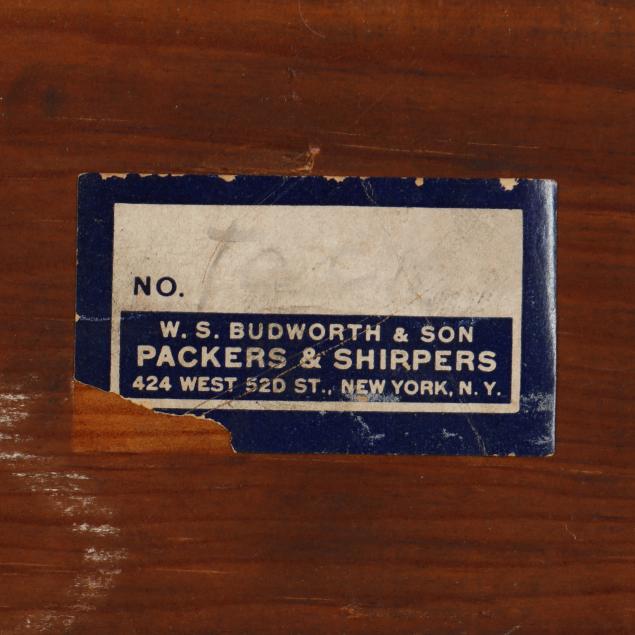 NO.
W. S. BUDWORTH & SON
PACKERS & SHIRPERS
424 WEST 52D ST., NEW YORK, N. Y.